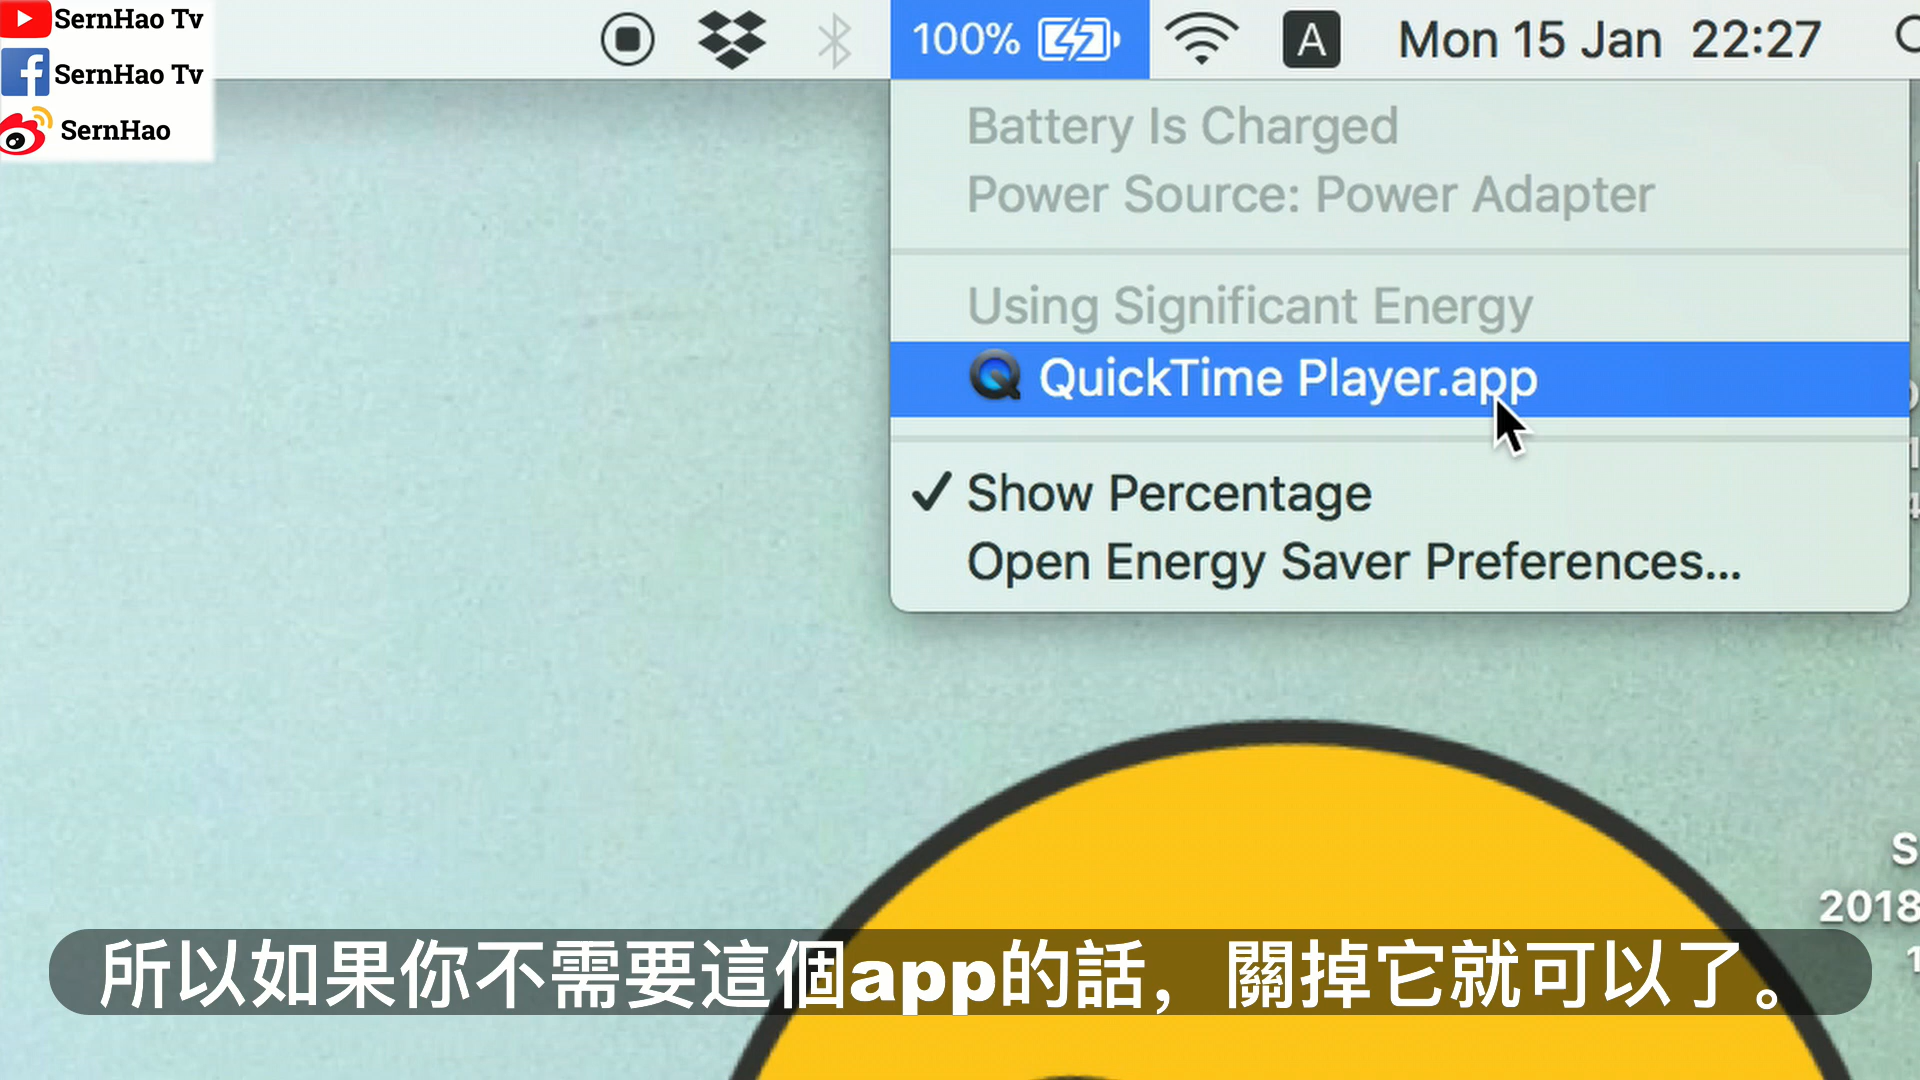 SernHao Tv
SernHao Tv
SernHao
100%
A
Mon 15 Jan 22:27
Battery Is Charged
Power Source: Power Adapter
Using Significant Energy
QuickTime Player.app
Show Percentage
Open Energy Saver Preferences...
S
2018
所以如果你不需要這個app的話，關掉它就可以了。